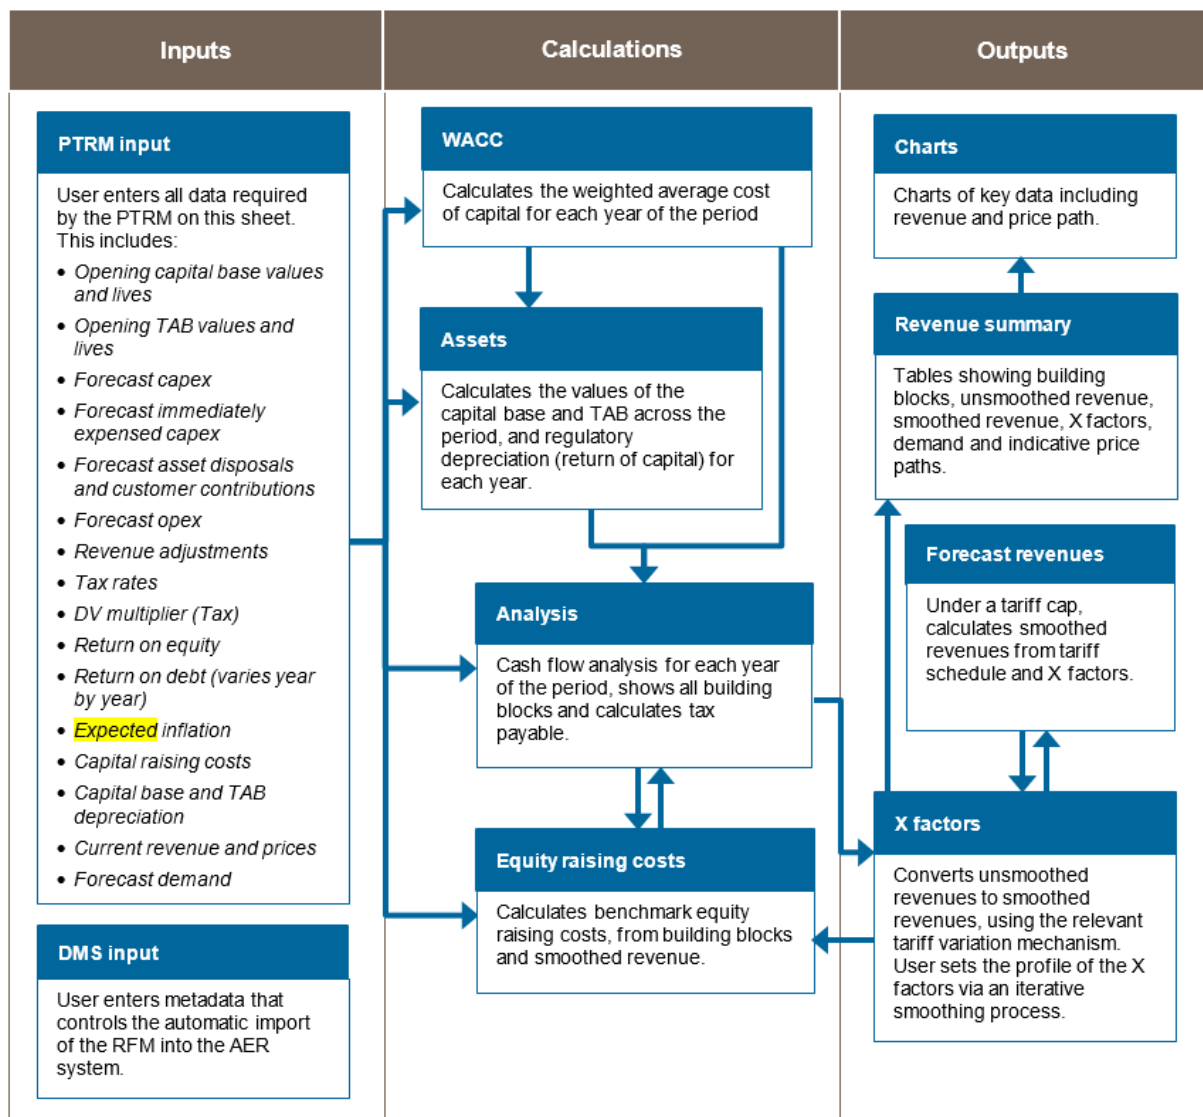 Inputs
Calculations
Outputs
PTRM input
User enters all data required
by the PTRM on this sheet.
This includes:
• Opening capital base values
and lives
• Opening TAB values and
lives
• Forecast capex
• Forecast immediately
expensed capex
• Forecast asset disposals
and customer contributions
• Forecast opex
• Revenue adjustments
• Tax rates
• DV multiplier (Tax)
• Return on equity
• Return on debt (varies year
by year)
• Expected inflation
• Capital raising costs
• Capital base and TAB
depreciation
• Current revenue and prices
• Forecast demand
DMS input
User enters metadata that
controls the automatic import
of the RFM into the AER
system.
WACC
Calculates the weighted average cost
of capital for each year of the period
Assets
Calculates the values of the
capital base and TAB across the
period, and regulatory
depreciation (return of capital) for
each year.
Analysis
Cash flow analysis for each year
of the period, shows all building
blocks and calculates tax
payable.
Equity raising costs
Calculates benchmark equity
raising costs, from building blocks
and smoothed revenue.
Charts
Charts of key data including
revenue and price path.
Revenue summary
Tables showing building
blocks, unsmoothed revenue,
smoothed revenue, X factors,
demand and indicative price
paths.
Forecast revenues
Under a tariff cap,
calculates smoothed
revenues from tariff
schedule and X factors.
X factors
Converts unsmoothed
revenues to smoothed
revenues, using the relevant
tariff variation mechanism.
User sets the profile of the X
factors via an iterative
smoothing process.